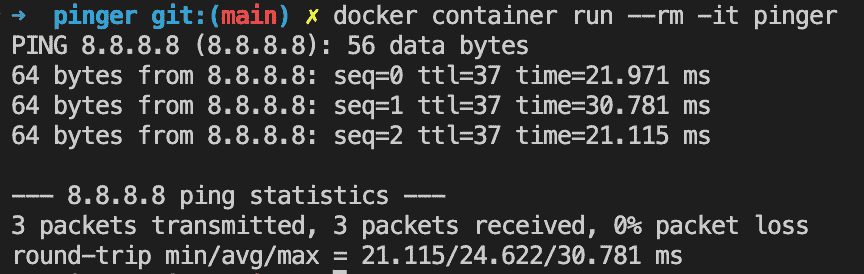 ➜ pinger git:(main) ✗ docker container run --rm -it pinger
PING 8.8.8.8 (8.8.8.8): 56 data bytes
64 bytes from 8.8.8.8: seq=0 ttl=37 time=21.971 ms
64 bytes from 8.8.8.8: seq=1 ttl=37 time=30.781 ms
64 bytes from 8.8.8.8: seq=2 ttl=37 time=21.115 ms
--- 8.8.8.8 ping statistics ---
3 packets transmitted, 3 packets received, 0% packet loss
round-trip min/avg/max = 21.115/24.622/30.781 ms